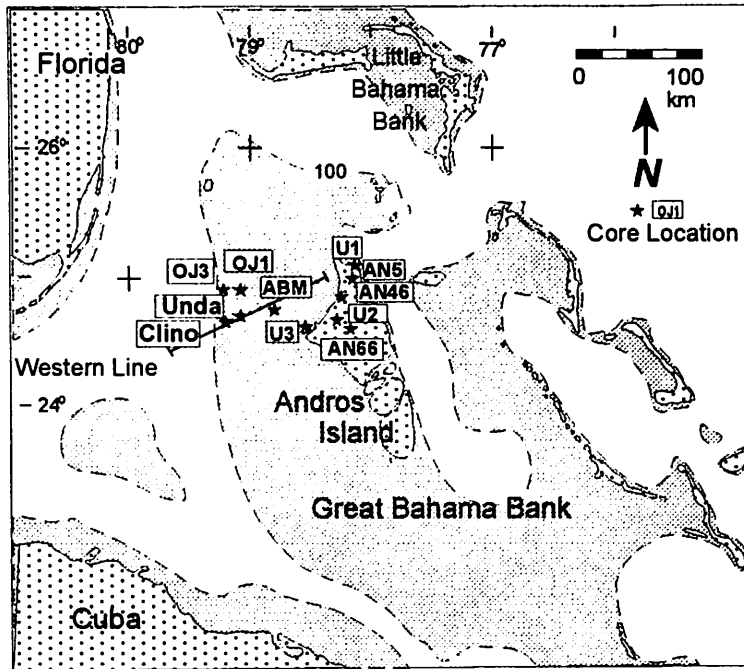 80°
79°
77°
Florida
Little
Bahama
Bank
0
100
km
26°
100
N
OJ1
Core Location
U1
OJ3
OJ1
AN5
ABM
AN46
Unda
U2
Clino
U3
AN66
Western Line
24°
Andros
Island
Great Bahama Bank
Cuba